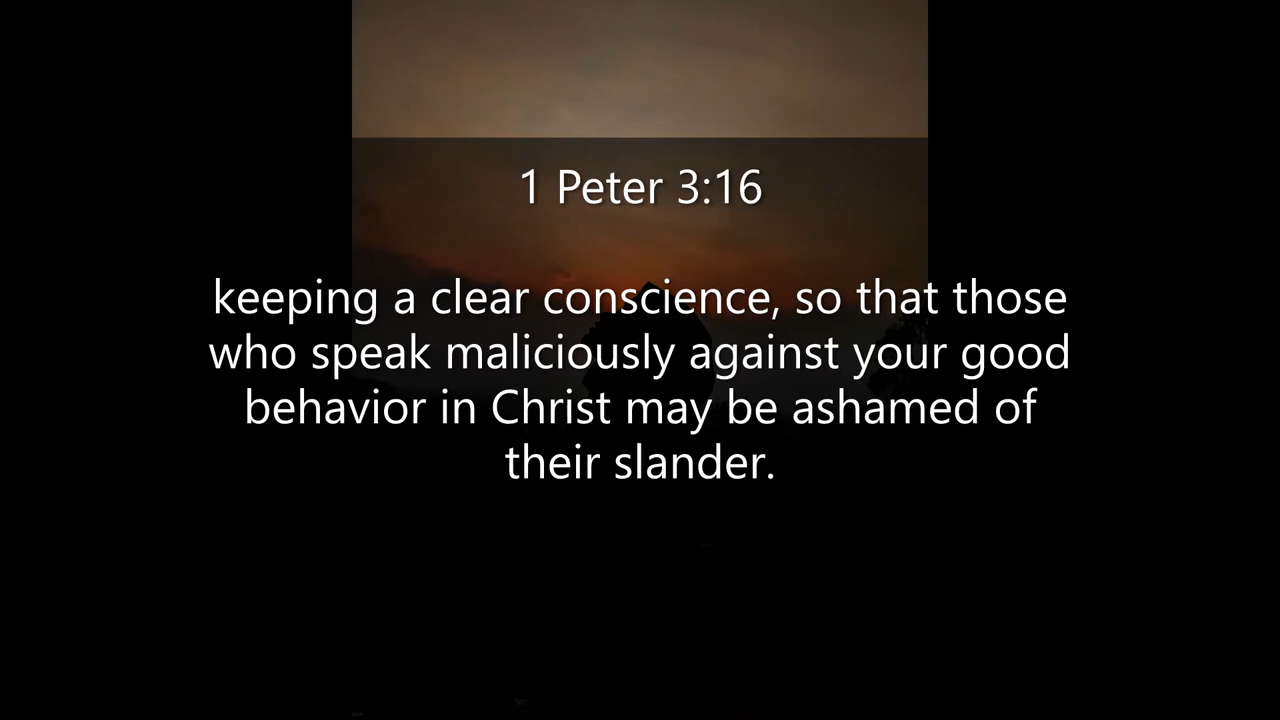 1 Peter 3:16
keeping a clear conscience, so that those
who speak maliciously against your good
behavior in Christ may be ashamed of
their slander.